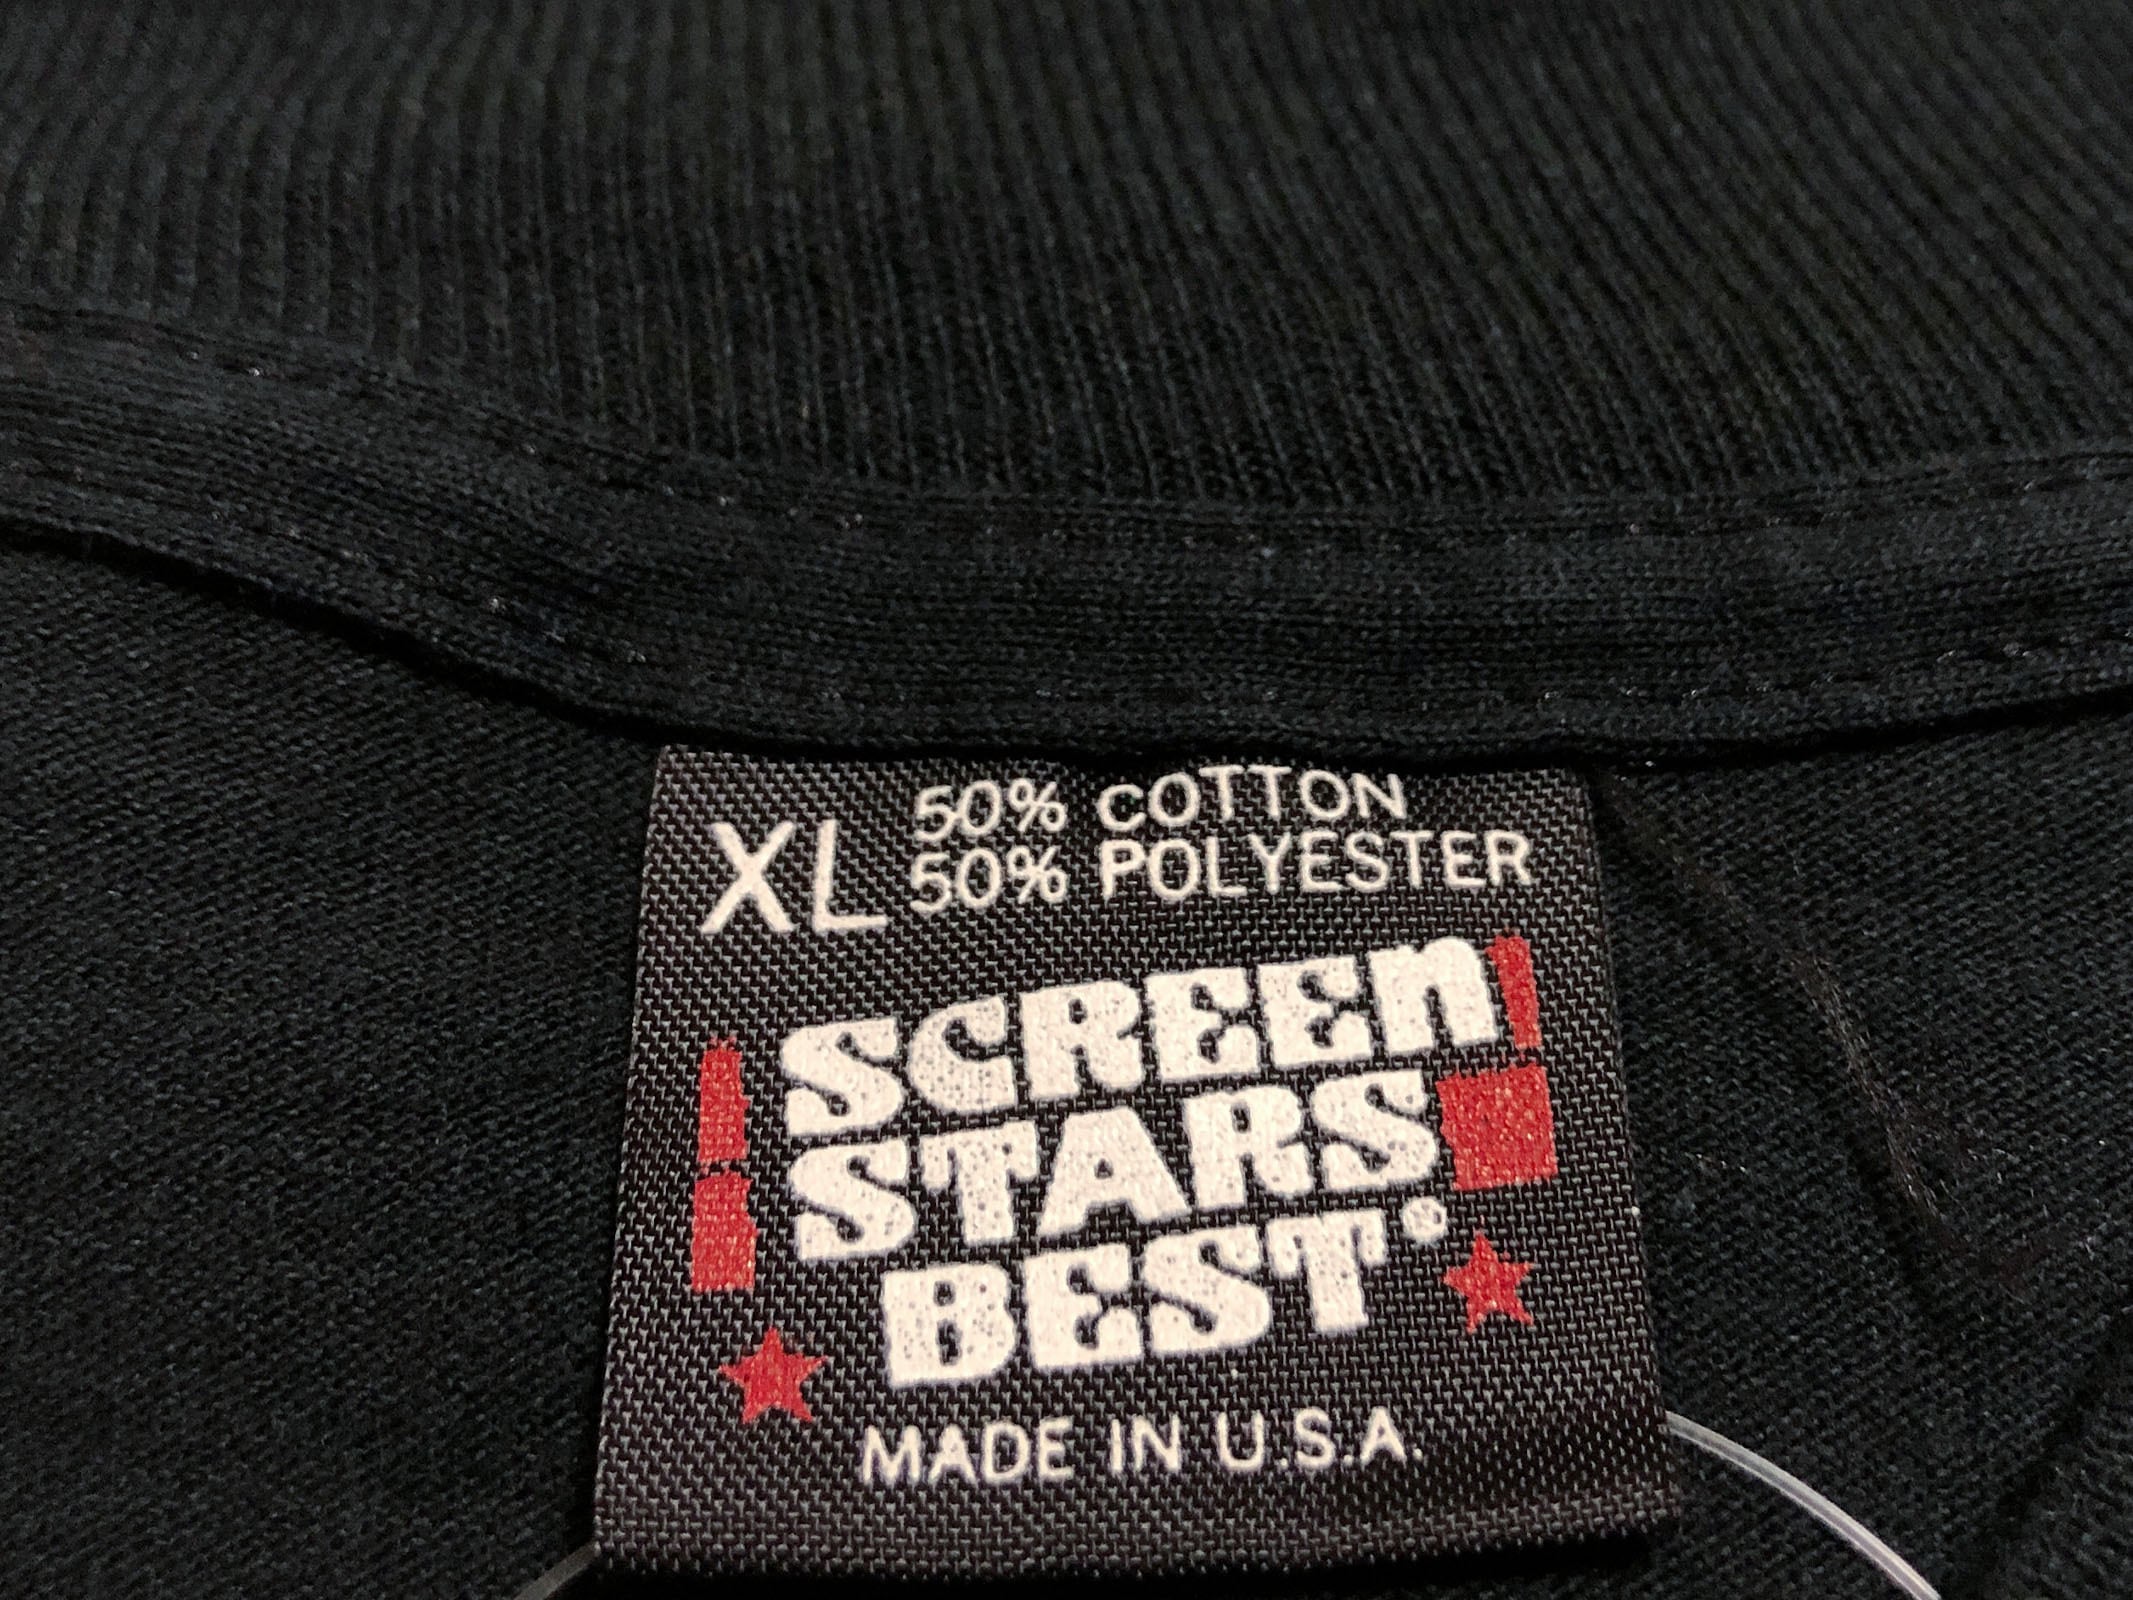 XL
50% COTTON
50% POLYESTER
SCREEN
STARS
BEST®
MADE IN U.S.A.